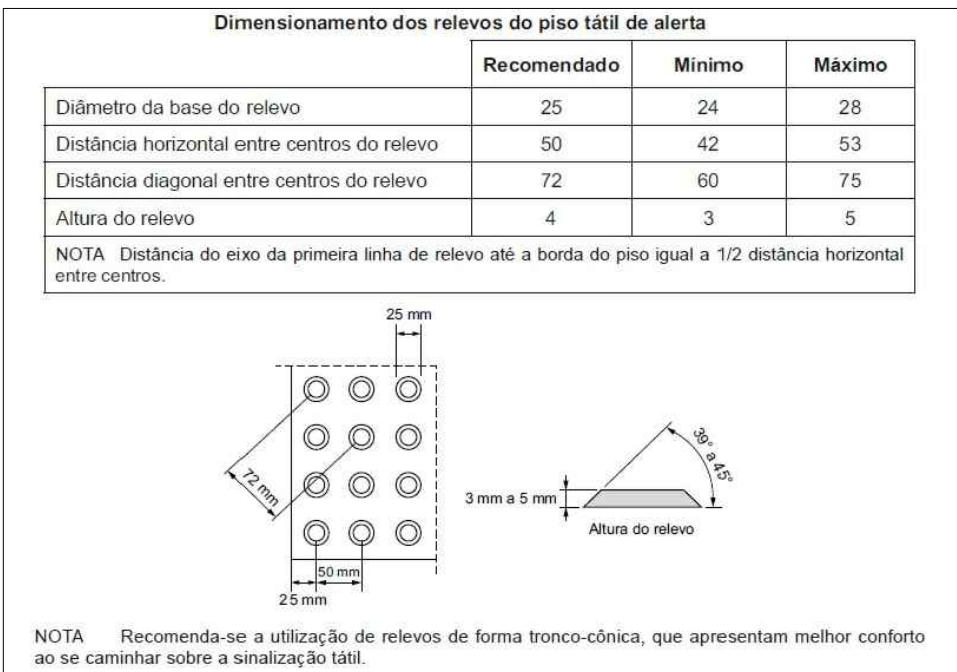 Dimensionamento dos relevos do piso tátil de alerta
Recomendado Mínimo Máximo
Diâmetro da base do relevo 25 24 28
Distância horizontal entre centros do relevo 50 42 53
Distância diagonal entre centros do relevo 72 60 75
Altura do relevo 4 3 5
NOTA Distância do eixo da primeira linha de relevo até a borda do piso igual a 1/2 distância horizontal
entre centros.
25 mm
72 mm
50 mm
25 mm
39° a 45°
3 mm a 5 mm
Altura do relevo
NOTA Recomenda-se a utilização de relevos de forma tronco-cônica, que apresentam melhor conforto
ao se caminhar sobre a sinalização tátil.